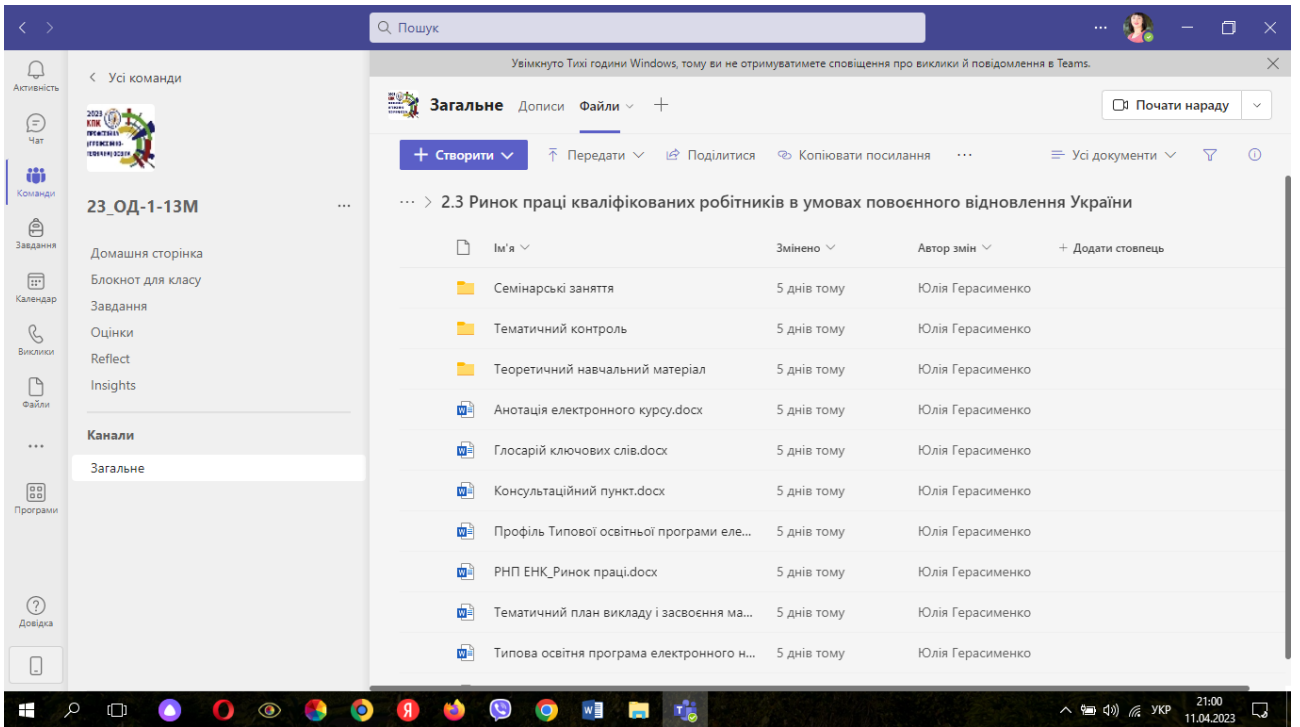 Пошук
Активність
Чат
Команди
Завдання
Календар
Виклики
Файли
Програми
Довідка
Усі команди
2023
КПК
23_ОД-1-13М
Домашня сторінка
Блокнот для класу
Завдання
Оцінки
Reflect
Insights
Канали
Загальне
Увімкнуто Тихі години Windows, тому ви не отримуватимете сповіщення про виклики й повідомлення в Teams.
Загальне Дописи Файли
Почати нараду
Створити Передати Поділитися Копіювати посилання ··· Усі документи
··· > 2.3 Ринок праці кваліфікованих робітників в умовах повоєнного відновлення України
Ім'я Змінено Автор змін + Додати стовпець
Семінарські заняття 5 днів тому Юлія Герасименко
Тематичний контроль 5 днів тому Юлія Герасименко
Теоретичний навчальний матеріал 5 днів тому Юлія Герасименко
Анотація електронного курсу.docx 5 днів тому Юлія Герасименко
Глосарій ключових слів.docx 5 днів тому Юлія Герасименко
Консультаційний пункт.docx 5 днів тому Юлія Герасименко
Профіль Типової освітньої програми еле... 5 днів тому Юлія Герасименко
РНП ЕНК_Ринок праці.docx 5 днів тому Юлія Герасименко
Тематичний план викладу і засвоєння ма... 5 днів тому Юлія Герасименко
Типова освітня програма електронного н... 5 днів тому Юлія Герасименко
УКР
21:00
11.04.2023